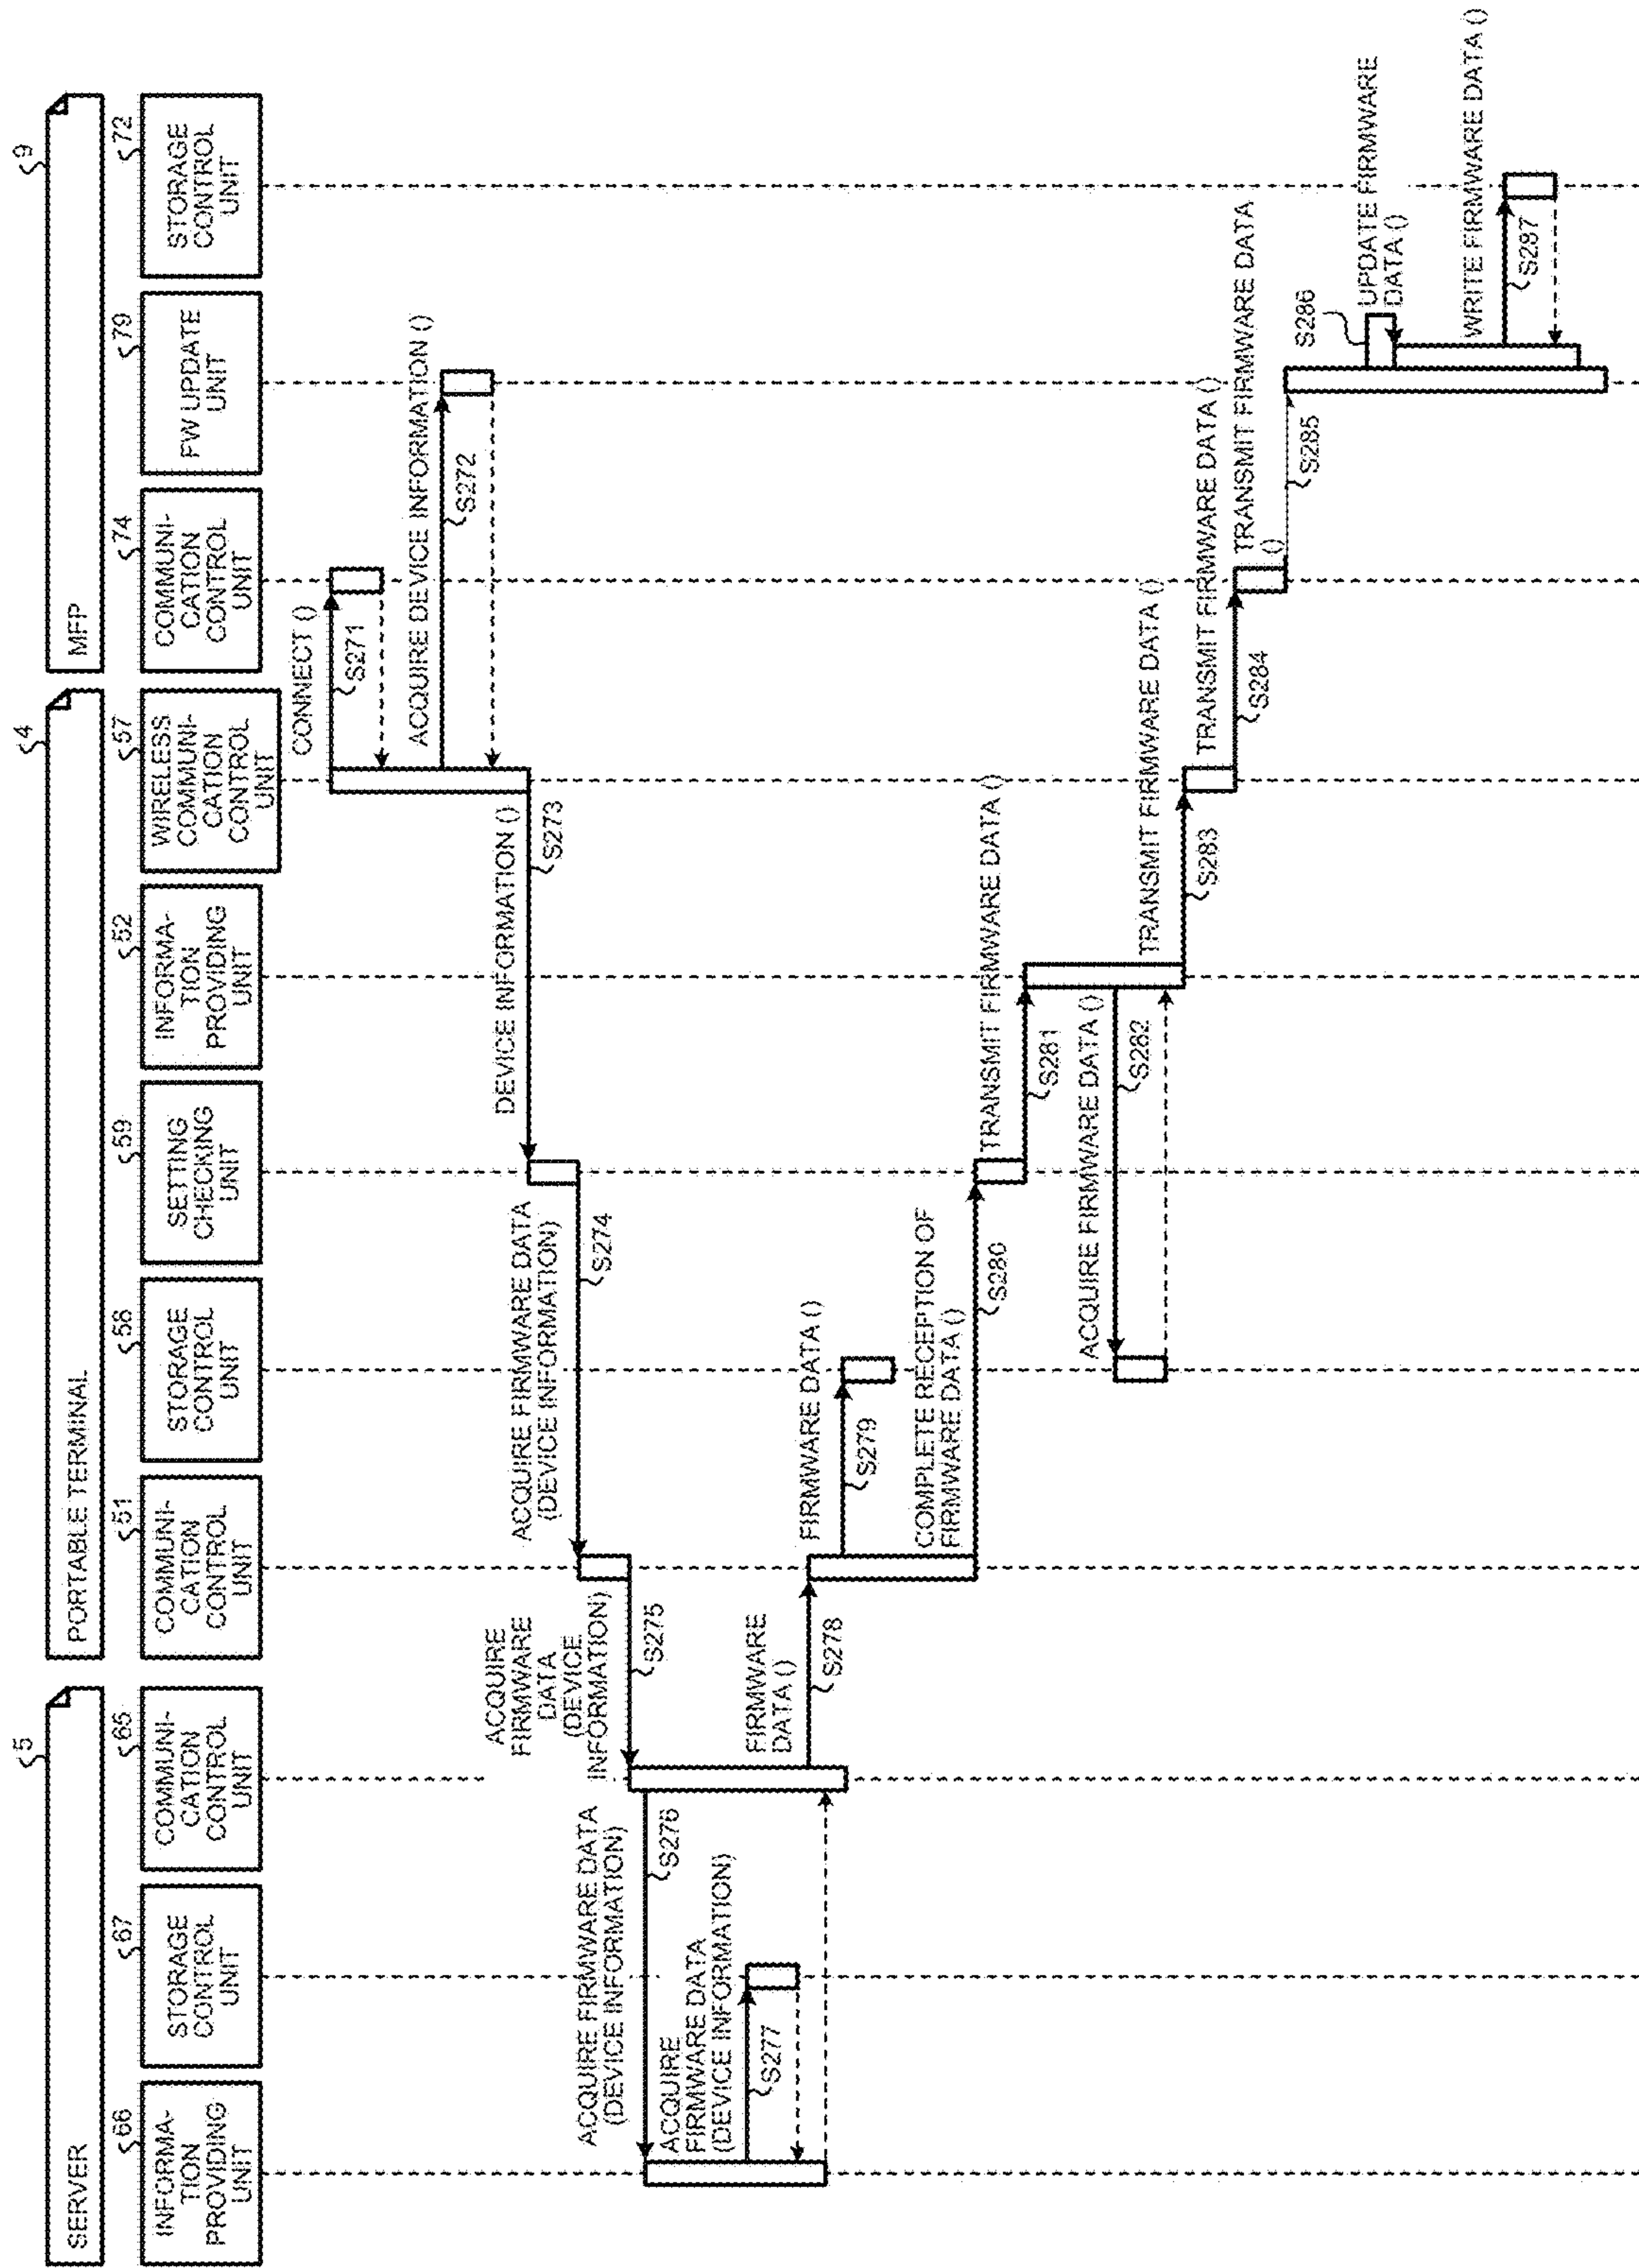 SERVER
5
PORTABLE TERMINAL
4
MFP
9
INFORMA-
TION
PROVIDING
UNIT
66
STORAGE
CONTROL
UNIT
67
COMMUNI-
CATION
CONTROL
UNIT
65
COMMUNI-
CATION
CONTROL
UNIT
51
STORAGE
CONTROL
UNIT
58
SETTING
CHECKING
UNIT
59
INFORMA-
TION
PROVIDING
UNIT
52
WIRELESS
COMMUNI-
CATION
CONTROL
UNIT
57
COMMUNI-
CATION
CONTROL
UNIT
74
FW UPDATE
UNIT
79
STORAGE
CONTROL
UNIT
72
CONNECT ()
S271
ACQUIRE DEVICE INFORMATION ()
S272
DEVICE INFORMATION ()
S273
ACQUIRE FIRMWARE DATA
(DEVICE INFORMATION)
S274
ACQUIRE
FIRMWARE
DATA
(DEVICE
INFORMATION)
S275
ACQUIRE FIRMWARE DATA
(DEVICE INFORMATION)
S276
ACQUIRE
FIRMWARE DATA
(DEVICE INFORMATION)
S277
FIRMWARE
DATA ()
S278
FIRMWARE DATA ()
S279
COMPLETE RECEPTION OF
FIRMWARE DATA ()
S280
TRANSMIT FIRMWARE DATA ()
S281
ACQUIRE FIRMWARE DATA ()
S282
TRANSMIT FIRMWARE DATA ()
S283
TRANSMIT FIRMWARE DATA ()
S284
TRANSMIT FIRMWARE DATA
()
S285
S286
UPDATE FIRMWARE
DATA ()
WRITE FIRMWARE DATA ()
S287